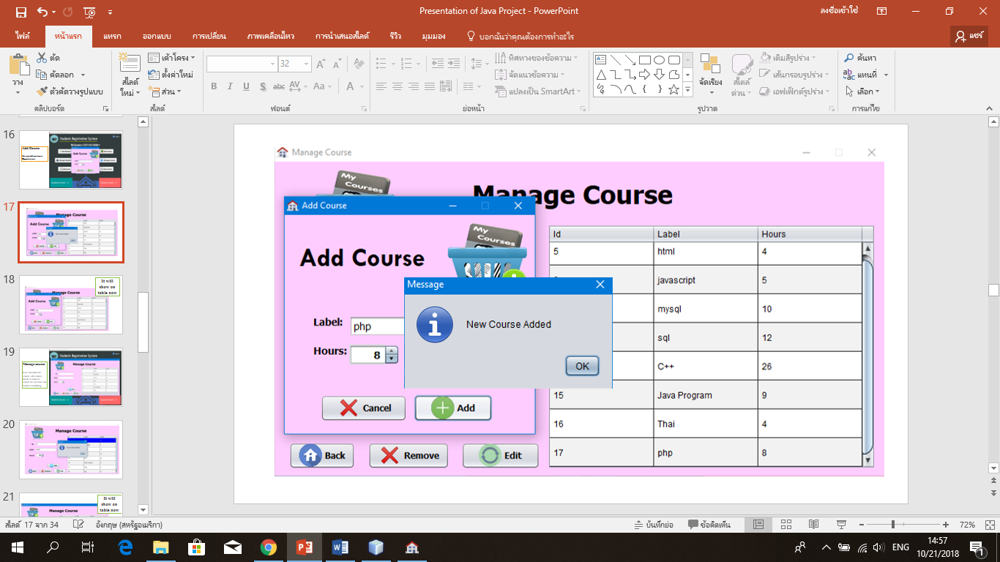 Presentation of Java Project - PowerPoint
ลงชื่อเข้าใช้
ไฟล์ หน้าแรก แทรก ออกแบบ การเปลี่ยน ภาพเคลื่อนไหว การนำเสนอสไลด์ รีวิว มุมมอง บอกฉันว่าคุณต้องการทำอะไร แชร์
วาง
ตัด
คัดลอก
ตัวคัดวางรูปแบบ
คลิปบอร์ด
สไลด์
ใหม่
เค้าโครง
ตั้งค่าใหม่
ส่วน
สไลด์
32
B I U S abc AV Aa A
ฟอนต์
ทิศทางของข้อความ
จัดแนวข้อความ
แปลงเป็น SmartArt
ย่อหน้า
จัดเรียง
สไตล์
ด่วน
เติมสีรูปร่าง
เส้นกรอบรูปร่าง
เอฟเฟ็กต์รูปร่าง
รูปวาด
ค้นหา
แทนที่
เลือก
การแก้ไข
16
Add Course
Students Registration System
Add Course
17
Manage Course
Add Course
18
It will
show on
table now
Manage Course
Add Course
19
Manage course
Manage Course
20
Manage Course
21
It will
show on
table now
Manage Course
Manage Course
My
Courses
Manage Course
Add Course
My
Courses
Add Course
Label: php
Hours: 8
Cancel Add
Message
New Course Added
OK
Back Remove Edit
Id Label Hours
5 html 4
javascript 5
mysql 10
sql 12
C++ 26
15 Java Program 9
16 Thai 4
17 php 8
สไลด์ 17 จาก 34 อังกฤษ (สหรัฐอเมริกา) บันทึกย่อ ข้อคิดเห็น 72%
ENG
14:57
10/21/2018
1